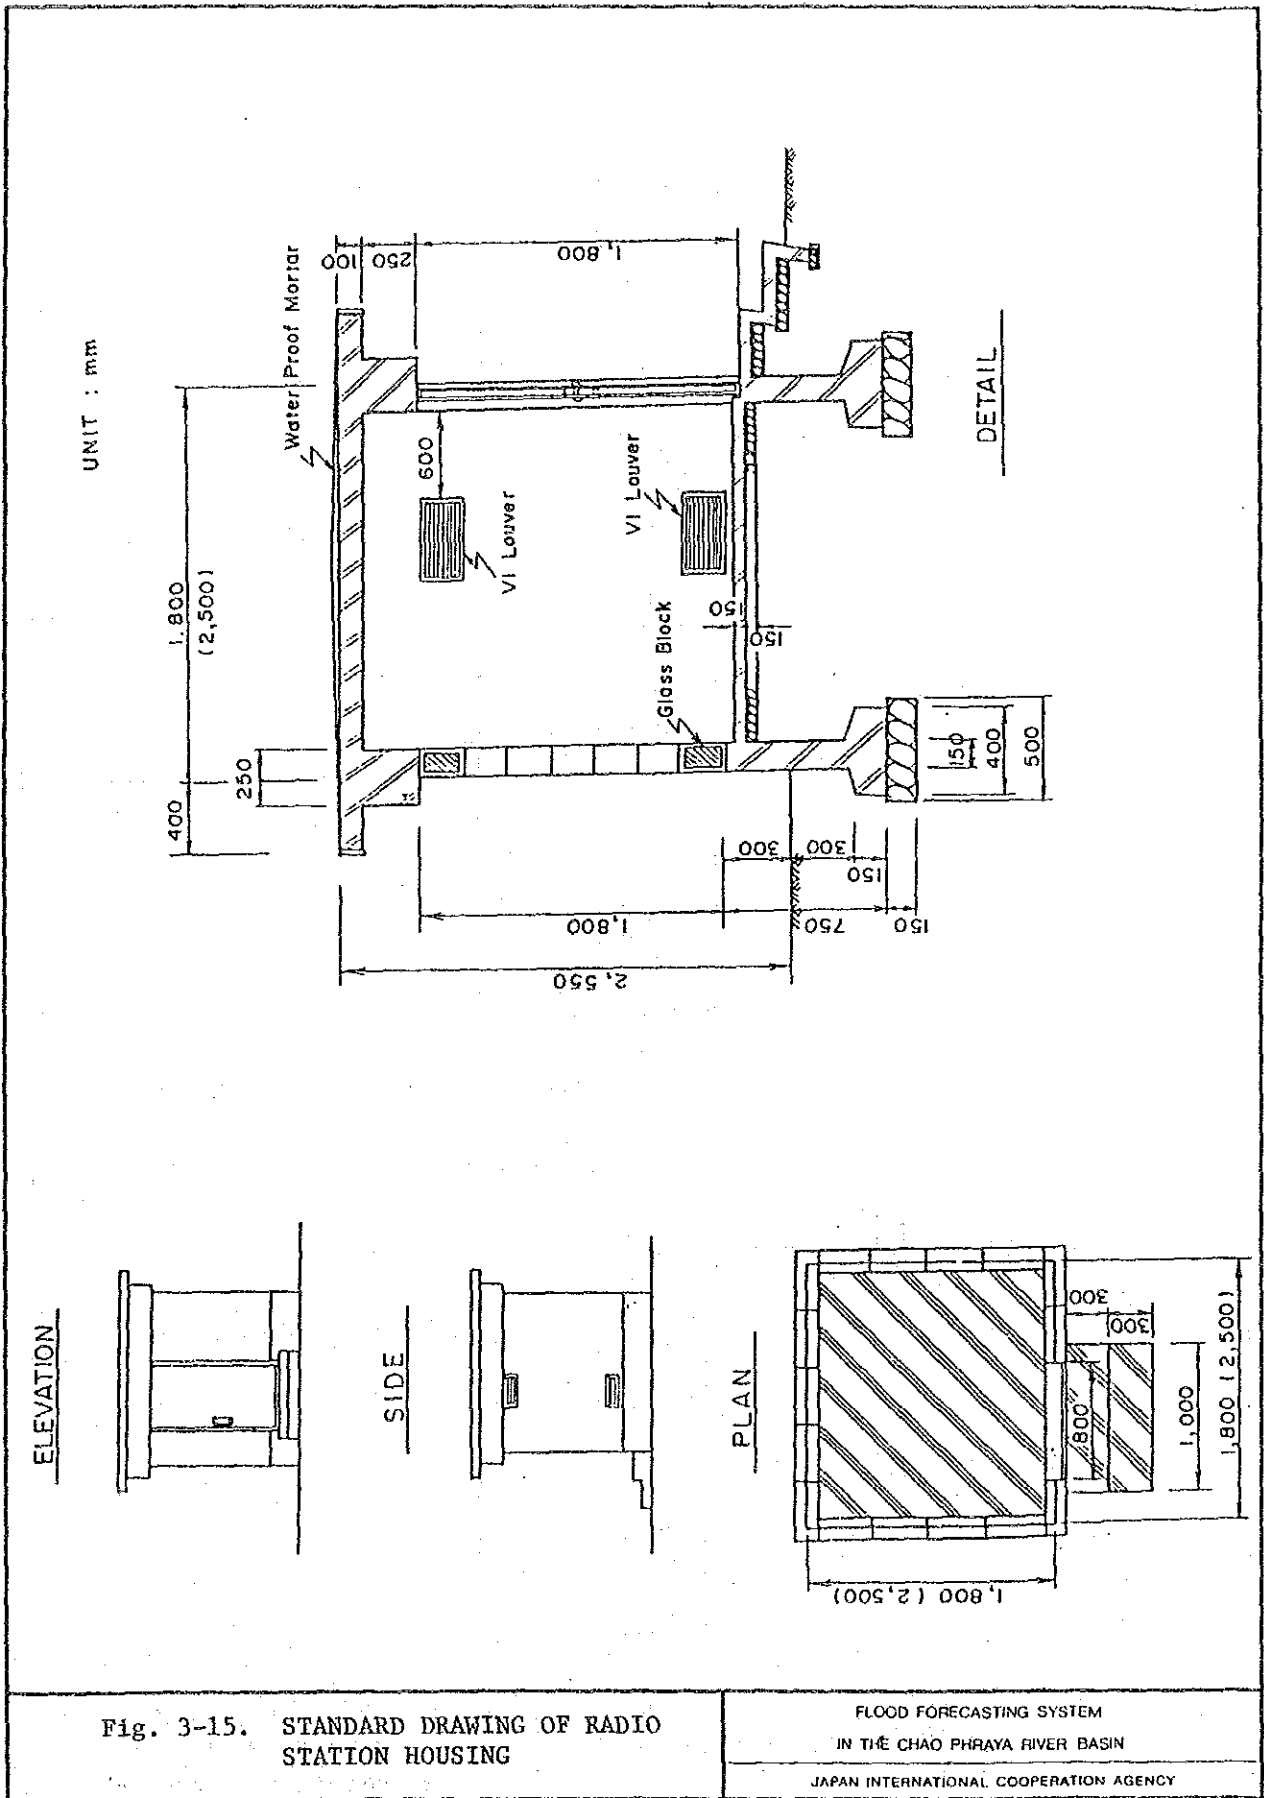 UNIT : mm
1.800
(2,500)
400
250
Water Proof Mortar
100
250
1,800
600
VI Louver
VI Louver
Glass Block
150
150
1,800
2,550
300
300
150
750
150
150
400
500
DETAIL
ELEVATION
SIDE
PLAN
300
300
800
1,000
1,800 (2,500)
1,800 (2,500)
Fig. 3-15. STANDARD DRAWING OF RADIO
STATION HOUSING
FLOOD FORECASTING SYSTEM
IN THE CHAO PHRAYA RIVER BASIN
JAPAN INTERNATIONAL COOPERATION AGENCY